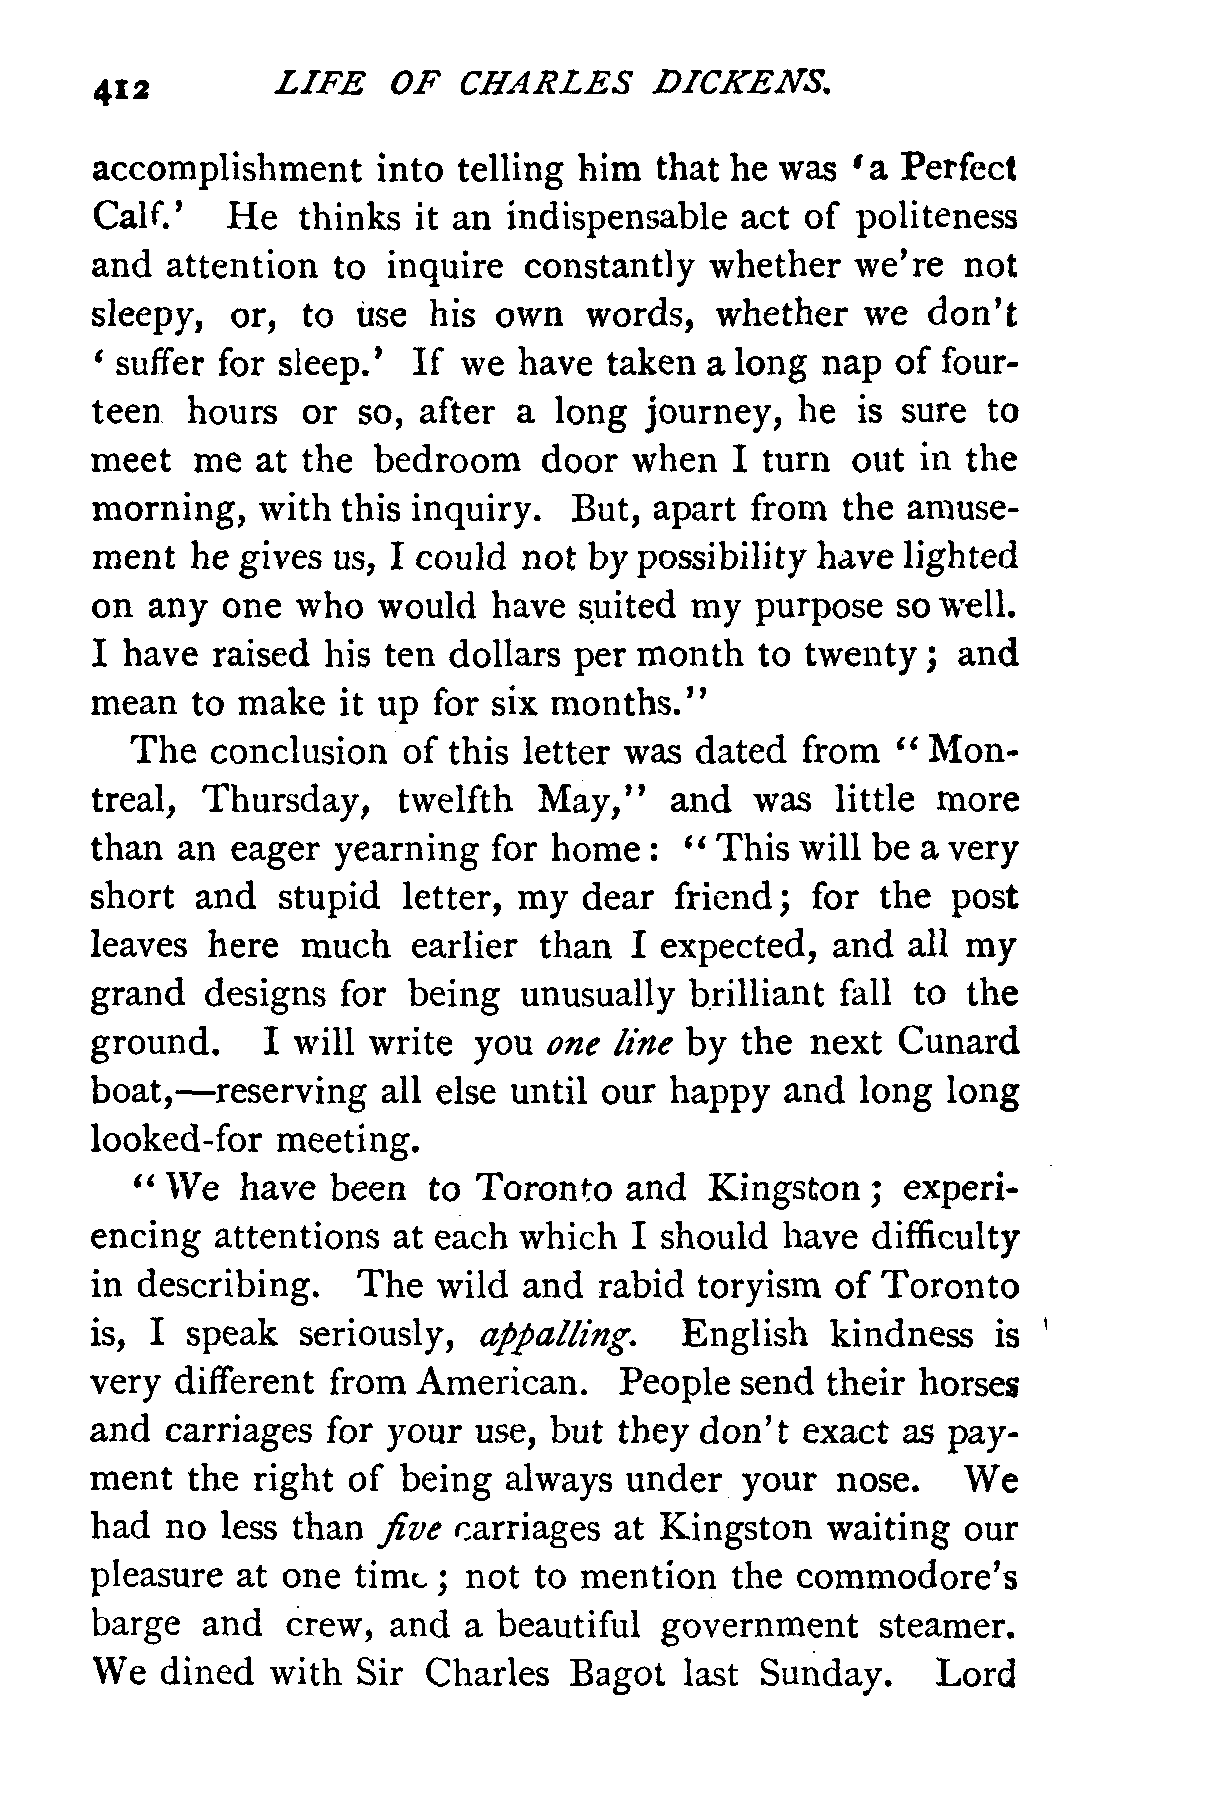 412 LIFE OF CHARLES DICKENS.
accomplishment into telling him that he was ‘a Perfect
Calf.’ He thinks it an indispensable act of politeness
and attention to inquire constantly whether we’re not
sleepy, or, to use his own words, whether we don’t
‘suffer for sleep.’ If we have taken a long nap of four-
teen hours or so, after a long journey, he is sure to
meet me at the bedroom door when I turn out in the
morning, with this inquiry. But, apart from the amuse-
ment he gives us, I could not by possibility have lighted
on any one who would have suited my purpose so well.
I have raised his ten dollars per month to twenty; and
mean to make it up for six months.”
The conclusion of this letter was dated from “Mon-
treal, Thursday, twelfth May,” and was little more
than an eager yearning for home: “This will be a very
short and stupid letter, my dear friend; for the post
leaves here much earlier than I expected, and all my
grand designs for being unusually brilliant fall to the
ground. I will write you one line by the next Cunard
boat,—reserving all else until our happy and long long
looked-for meeting.
“We have been to Toronto and Kingston; experi-
encing attentions at each which I should have difficulty
in describing. The wild and rabid toryism of Toronto
is, I speak seriously, appalling. English kindness is
very different from American. People send their horses
and carriages for your use, but they don’t exact as pay-
ment the right of being always under your nose. We
had no less than five carriages at Kingston waiting our
pleasure at one time; not to mention the commodore’s
barge and crew, and a beautiful government steamer.
We dined with Sir Charles Bagot last Sunday. Lord